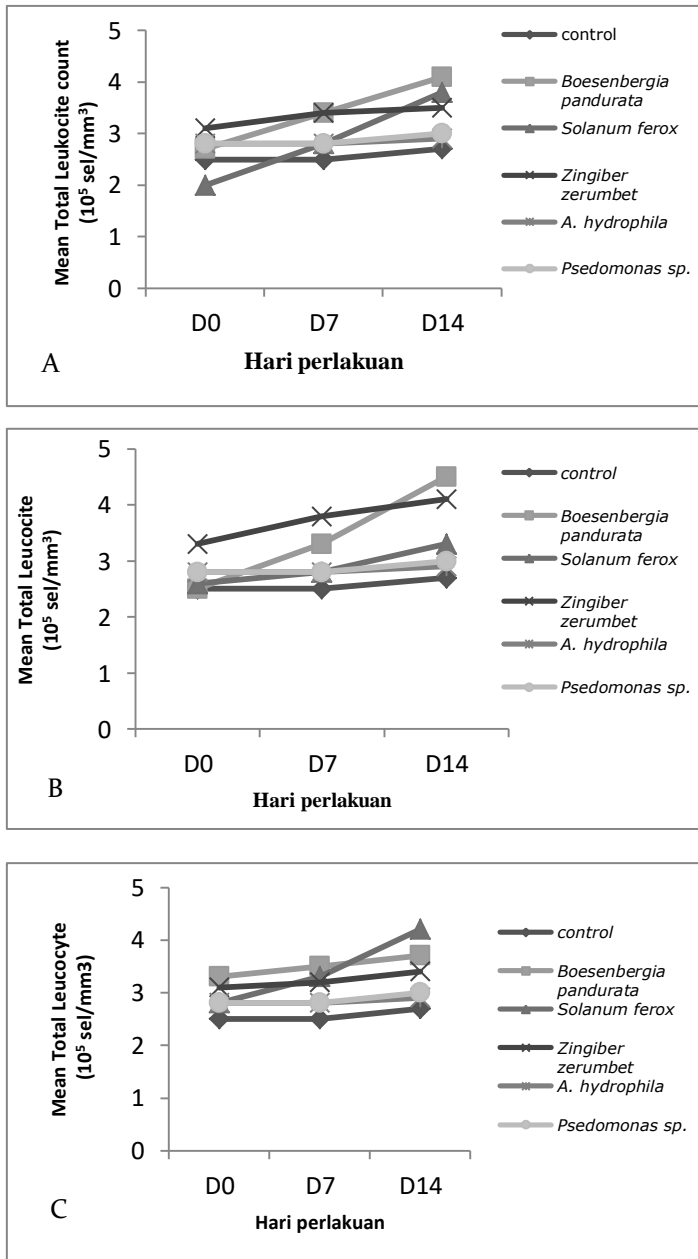 Mean Total Leukocite count
(10⁵ sel/mm³)
5
4
3
2
1
0
D0 D7 D14
Hari perlakuan
A
control
Boesenbergia
pandurata
Solanum ferox
Zingiber
zerumbet
A. hydrophila
Psedomonas sp.
Mean Total Leucocite
(10⁵ sel/mm³)
5
4
3
2
1
0
D0 D7 D14
Hari perlakuan
B
control
Boesenbergia
pandurata
Solanum ferox
Zingiber
zerumbet
A. hydrophila
Psedomonas sp.
Mean Total Leucocyte
(10⁵ sel/mm3)
5
4
3
2
1
0
D0 D7 D14
Hari perlakuan
C
control
Boesenbergia
pandurata
Solanum ferox
Zingiber
zerumbet
A. hydrophila
Psedomonas sp.